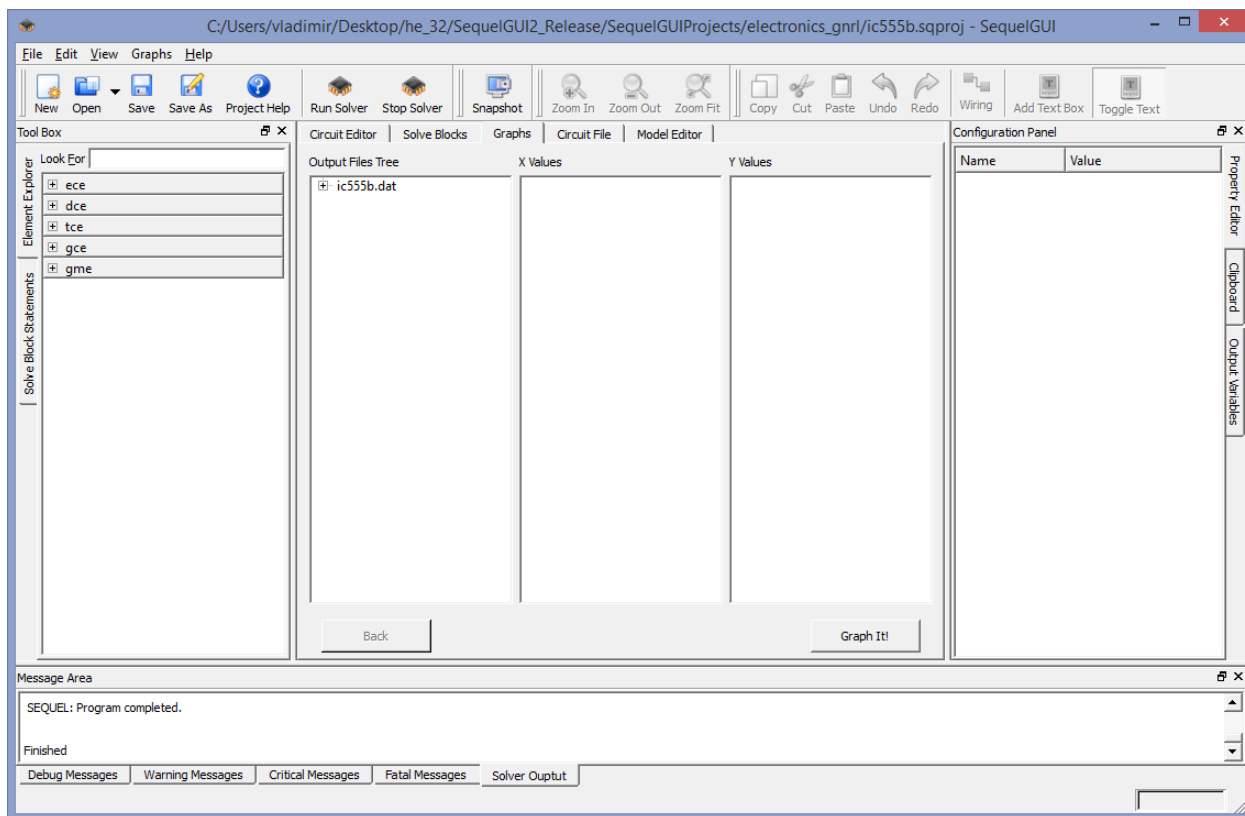 C:/Users/vladimir/Desktop/he_32/SequelGUI2_Release/SequelGUIProjects/electronics_gnrl/ic555b.sqproj - SequelGUI
File Edit View Graphs Help
New Open Save Save As Project Help Run Solver Stop Solver Snapshot Zoom In Zoom Out Zoom Fit Copy Cut Paste Undo Redo Wiring Add Text Box Toggle Text
Tool Box
Look For
ece
dce
tce
gce
gme
Element Explorer
Solve Block Statements
Circuit Editor Solve Blocks Graphs Circuit File Model Editor
Output Files Tree X Values Y Values
ic555b.dat
Back Graph It!
Configuration Panel
Name Value
Property Editor
Clipboard
Output Variables
Message Area
SEQUEL: Program completed.
Finished
Debug Messages Warning Messages Critical Messages Fatal Messages Solver Ouptut